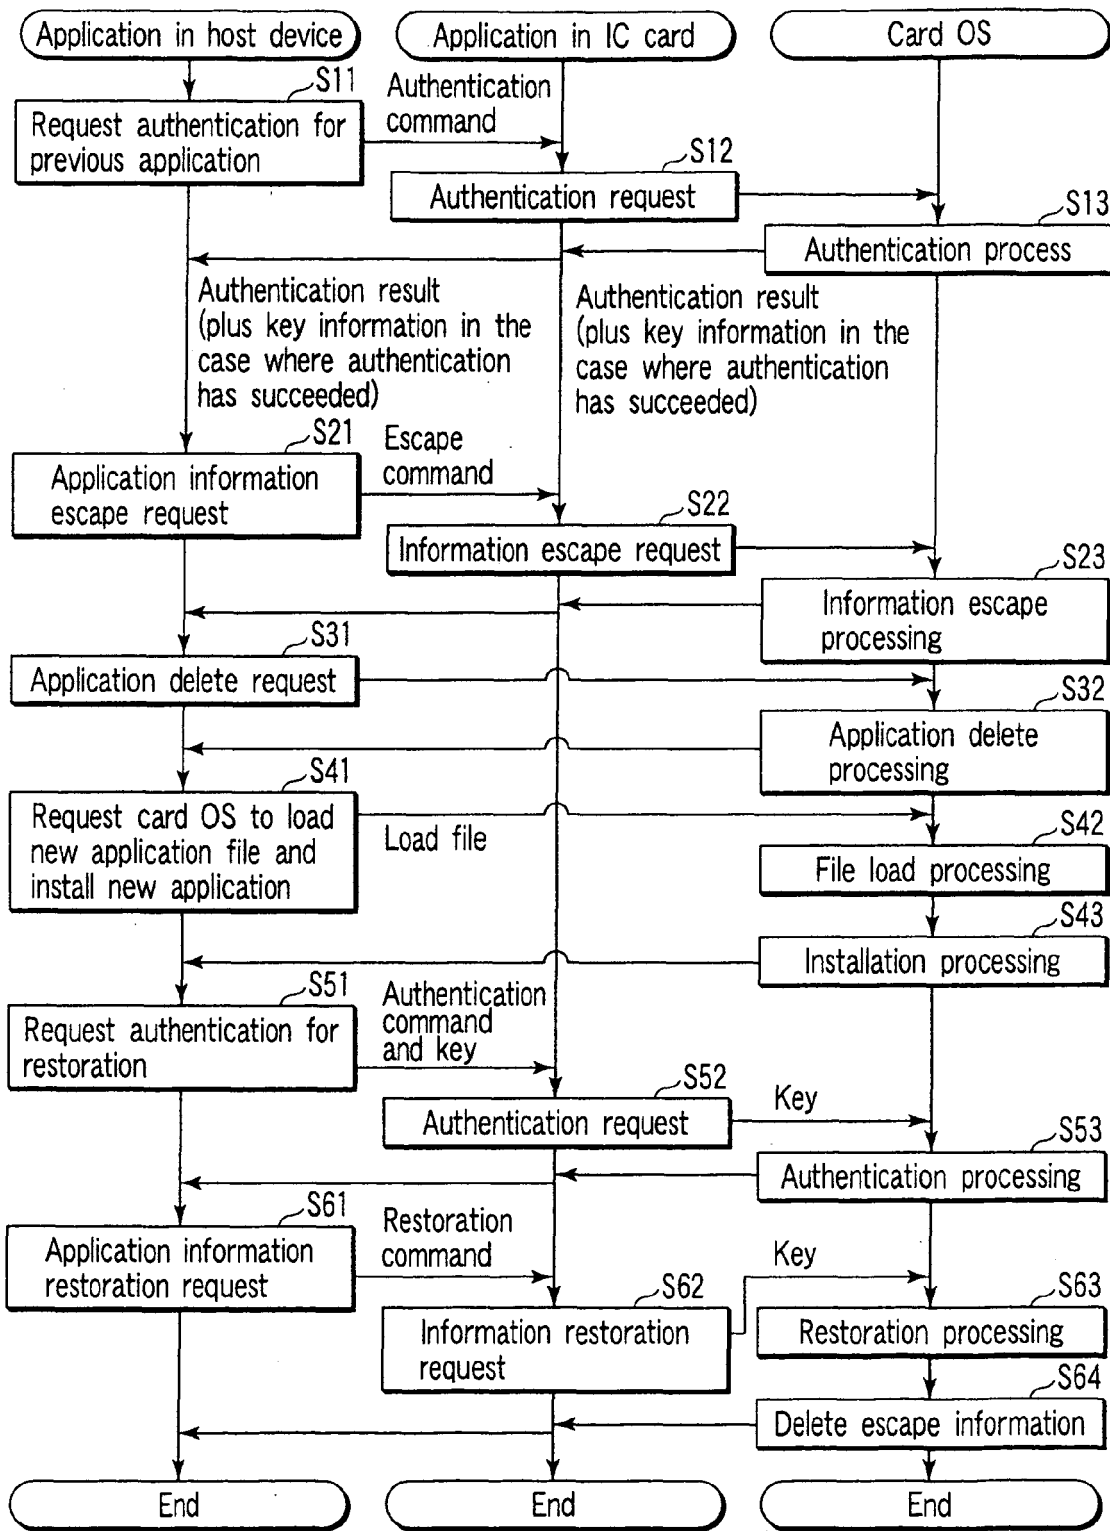 Application in host device
Application in IC card
Card OS
S11
Authentication
command
Request authentication for
previous application
S12
Authentication request
S13
Authentication process
Authentication result
(plus key information in the
case where authentication
has succeeded)
Authentication result
(plus key information in the
case where authentication
has succeeded)
S21
Escape
command
Application information
escape request
S22
Information escape request
S23
Information escape
processing
S31
Application delete request
S32
Application delete
processing
S41
Request card OS to load
new application file and
install new application
Load file
S42
File load processing
S43
Installation processing
S51
Authentication
command
and key
Request authentication for
restoration
S52
Authentication request
Key
S53
Authentication processing
S61
Restoration
command
Application information
restoration request
Key
S62
Information restoration
request
S63
Restoration processing
S64
Delete escape information
End
End
End